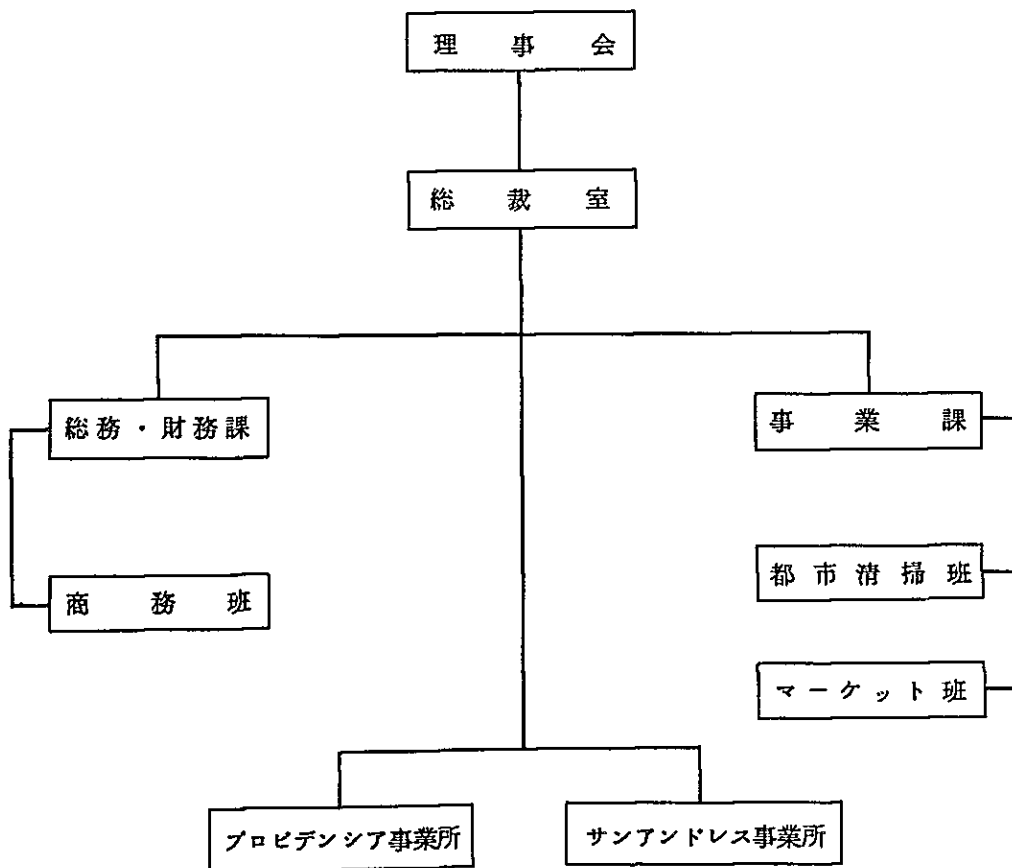 理事会
総裁室
総務・財務課
事業課
都市清掃班
商務班
マーケット班
プロビデンシア事業所
サンアンドレス事業所